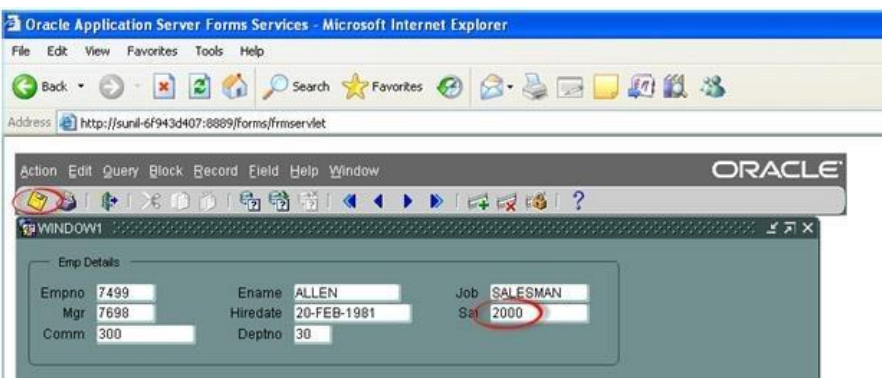 Oracle Application Server Forms Services - Microsoft Internet Explorer
File Edit View Favorites Tools Help
Back Search Favorites
Address http://sunil-6f943d407:8889/forms/frmservlet
Action Edit Query Block Record Field Help Window ORACLE
?
WINDOW1
Emp Details
Empno 7499 Ename ALLEN Job SALESMAN
Mgr 7698 Hiredate 20-FEB-1981 Sal 2000
Comm 300 Deptno 30